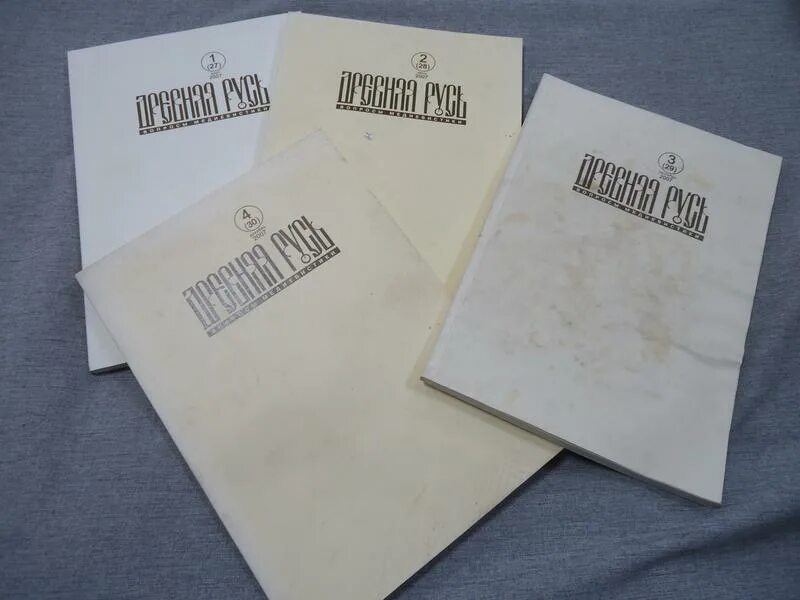 1
(27)
2007
ДРЕВНЯЯ РУСЬ
ВОПРОСЫ МЕДИЕВИСТИКИ
2
(28)
2007
ДРЕВНЯЯ РУСЬ
ВОПРОСЫ МЕДИЕВИСТИКИ
3
(29)
2007
ДРЕВНЯЯ РУСЬ
ВОПРОСЫ МЕДИЕВИСТИКИ
4
(30)
2007
ДРЕВНЯЯ РУСЬ
ВОПРОСЫ МЕДИЕВИСТИКИ